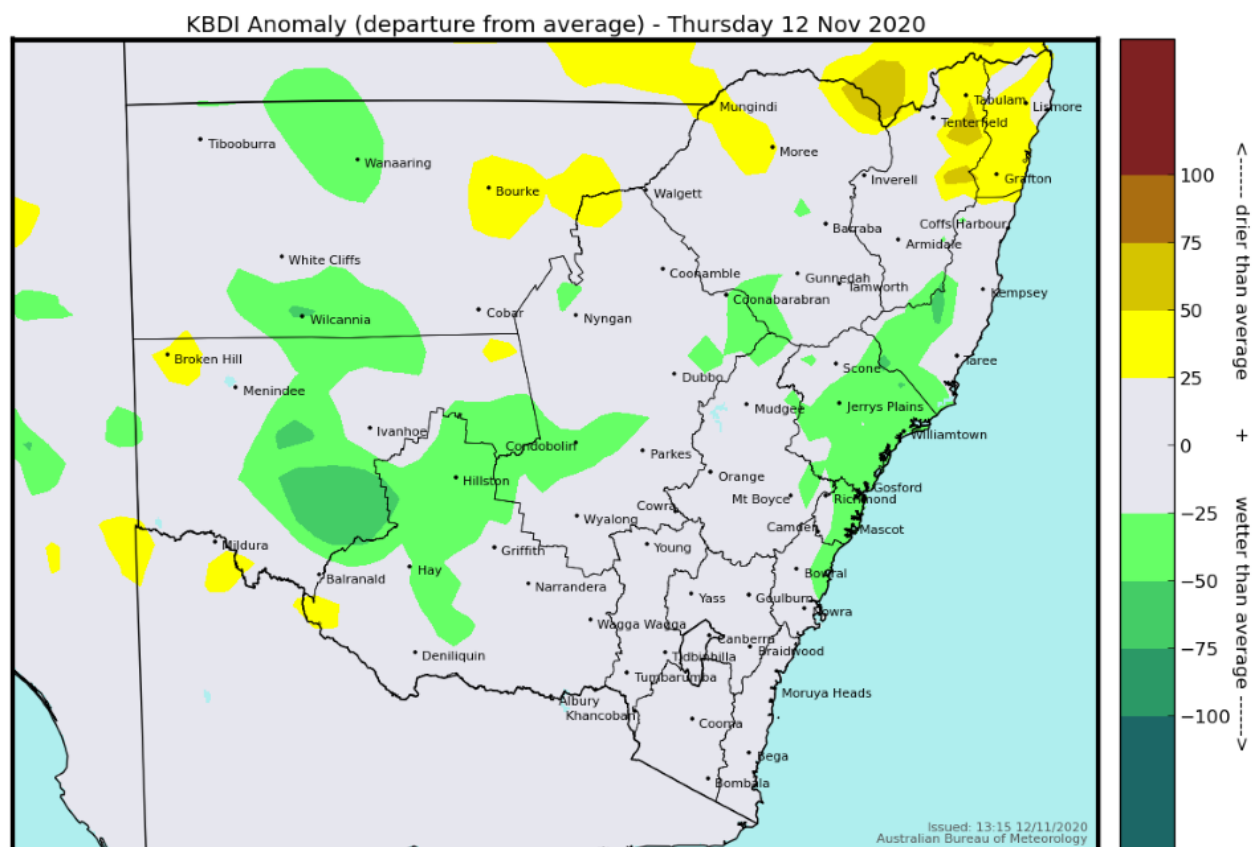 KBDI Anomaly (departure from average) - Thursday 12 Nov 2020
Mungindi
Tabulam
Lismore
Tenterfield
Tibooburra
Moree
Wanaaring
Inverell
Grafton
Bourke
Walgett
Barraba
Coffs Harbour
Armidale
White Cliffs
Coonamble
Gunnedah
Tamworth
Kempsey
Coonabarabran
Wilcannia
Cobar
Nyngan
Broken Hill
Scone
Taree
Menindee
Dubbo
Mudgee
Jerrys Plains
Ivanhoe
Williamtown
Condobolin
Parkes
Orange
Hillston
Gosford
Mt Boyce
Richmond
Cowra
Wyalong
Camden
Mascot
Mildura
Griffith
Young
Balranald
Hay
Bowral
Narrandera
Yass
Goulburn
Nowra
Wagga Wagga
Canberra
Braidwood
Deniliquin
Tidbinbilla
Tumbarumba
Moruya Heads
Albury
Khancoban
Cooma
Bega
Bombala
Issued: 13:15 12/11/2020
Australian Bureau of Meteorology
100
75
50
25
0
−25
−50
−75
−100
<------ drier than average + wetter than average ------>